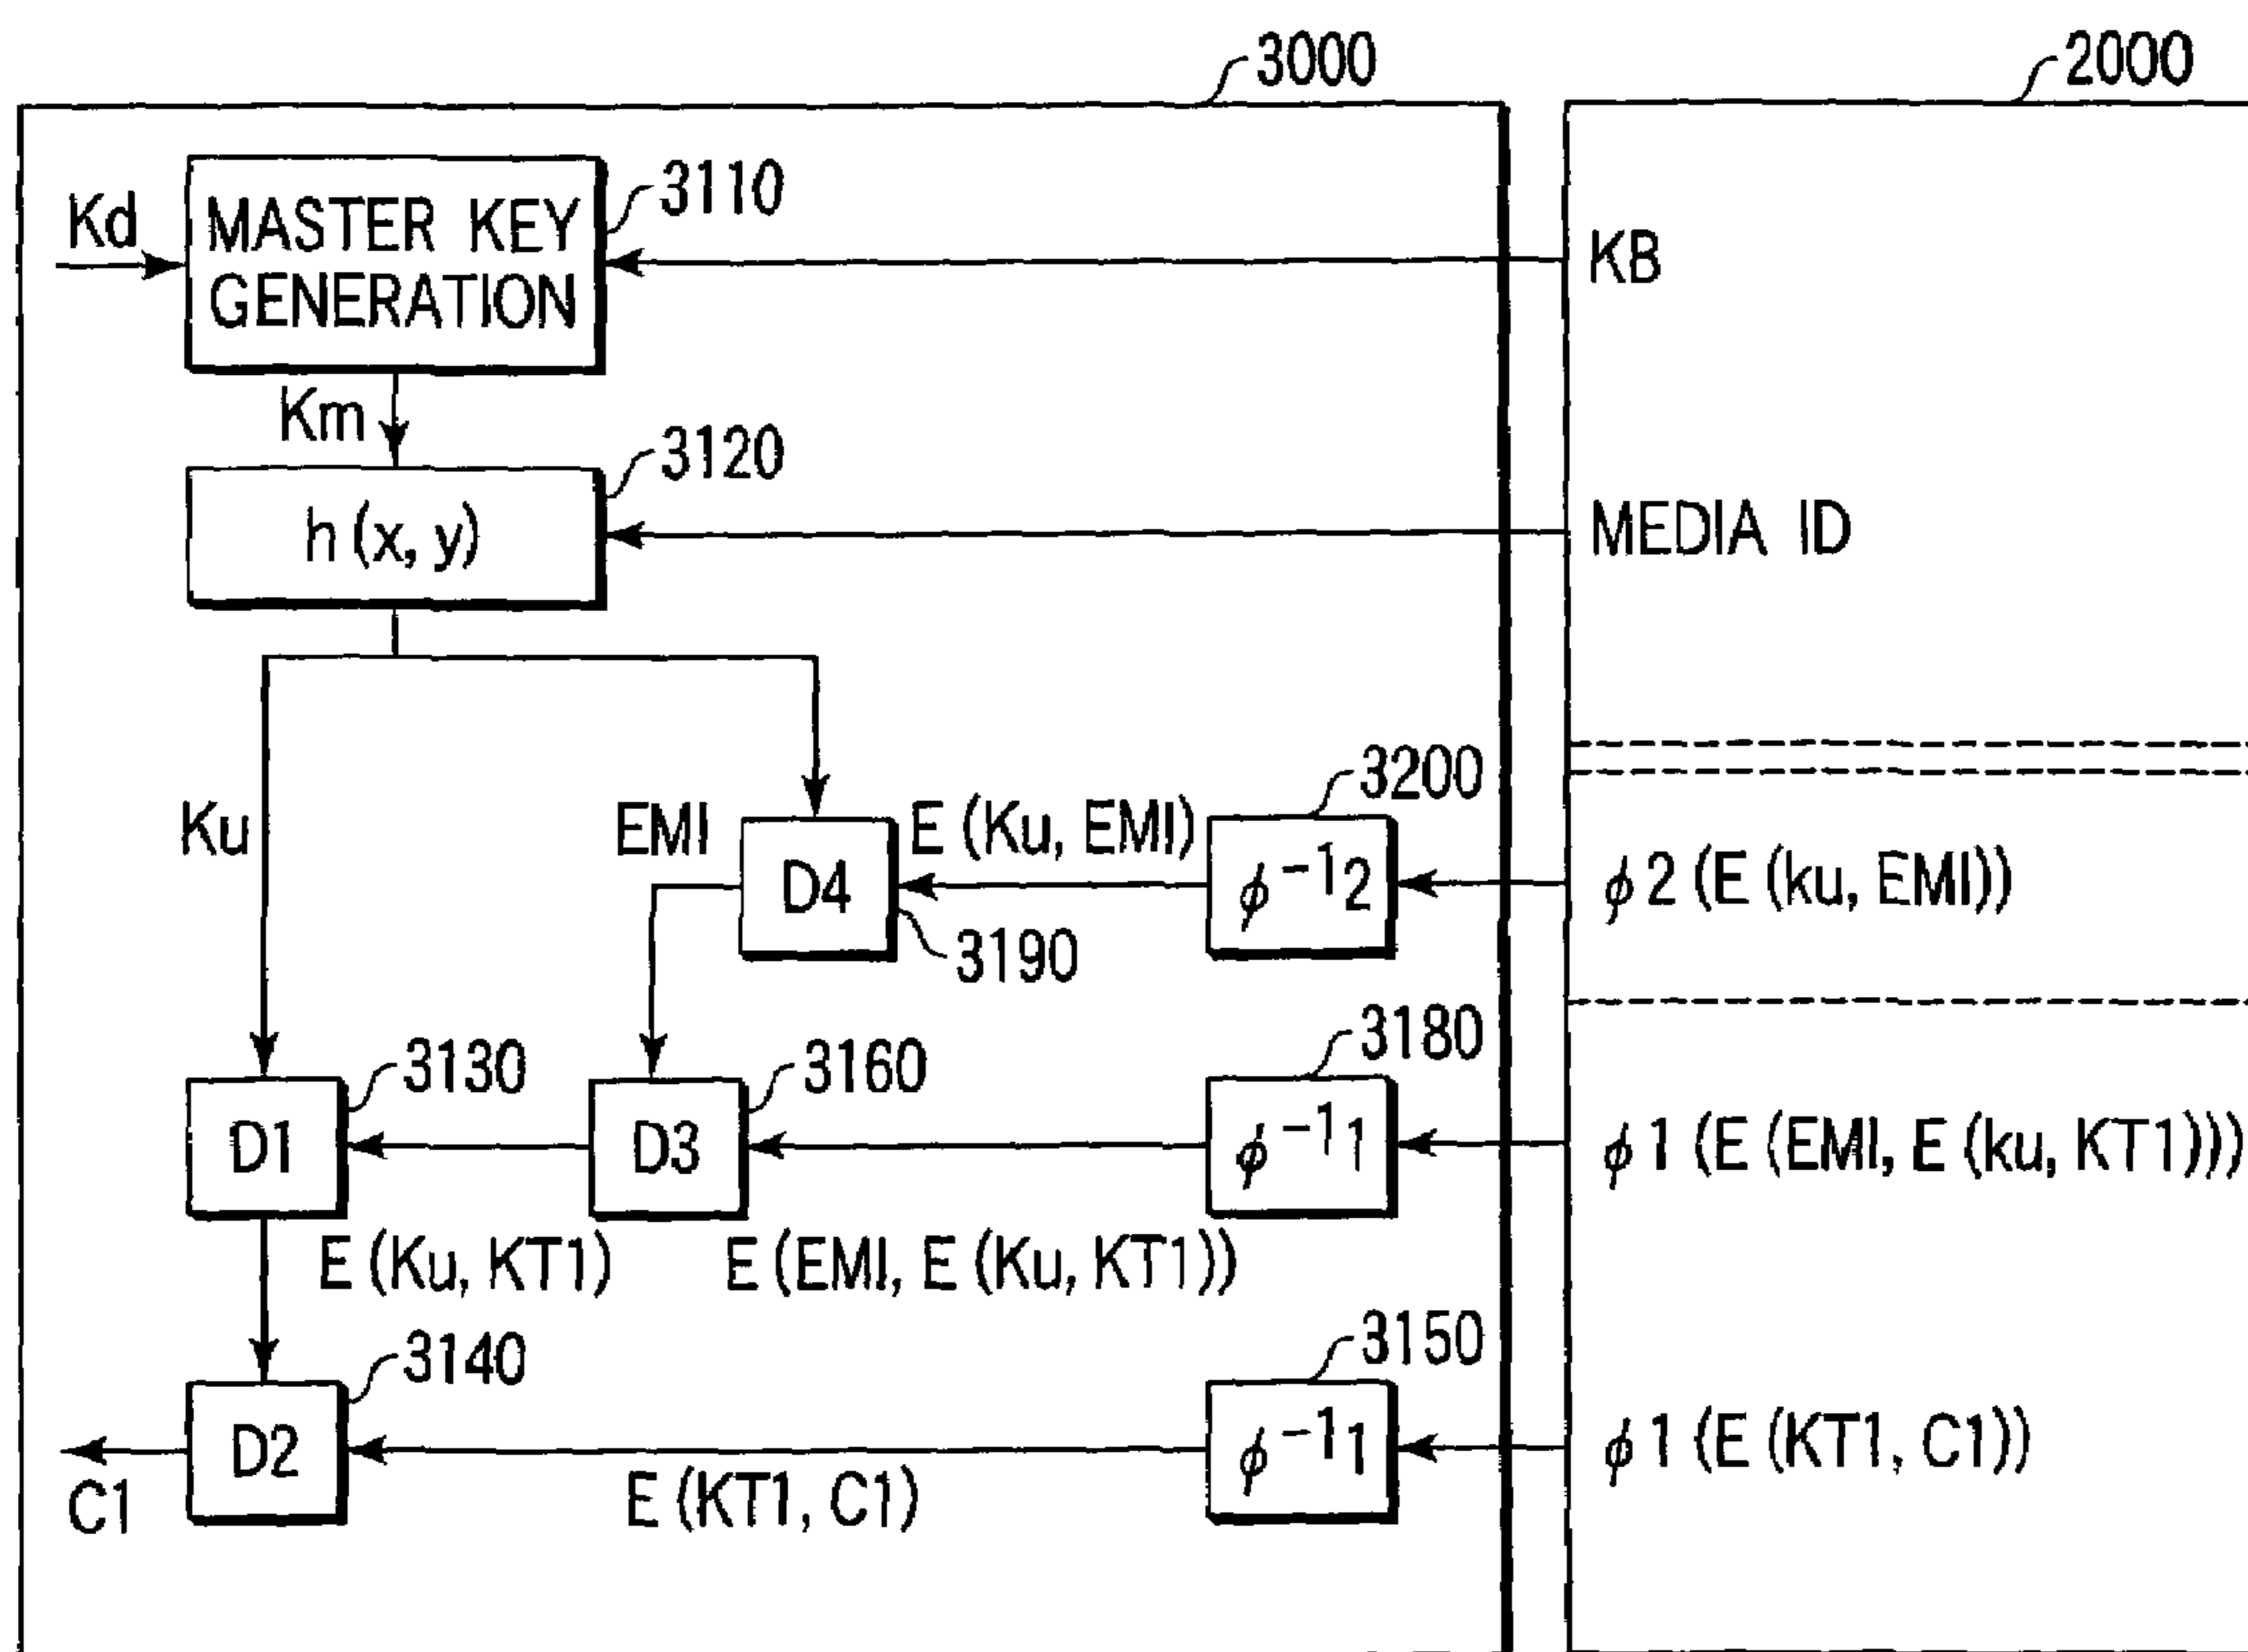 3000
2000
Kd
MASTER KEY
GENERATION
3110
KB
Km
3120
h (x, y)
MEDIA ID
Ku
EMI
E (Ku, EMI)
3200
D4
ϕ⁻¹2
ϕ2 (E (ku, EMI))
3190
3130
3160
3180
D1
D3
ϕ⁻¹1
ϕ1 (E (EMI, E (ku, KT1)))
E (Ku, KT1)
E (EMI, E (Ku, KT1))
3140
3150
D2
ϕ⁻¹1
ϕ1 (E (KT1, C1))
C1
E (KT1, C1)